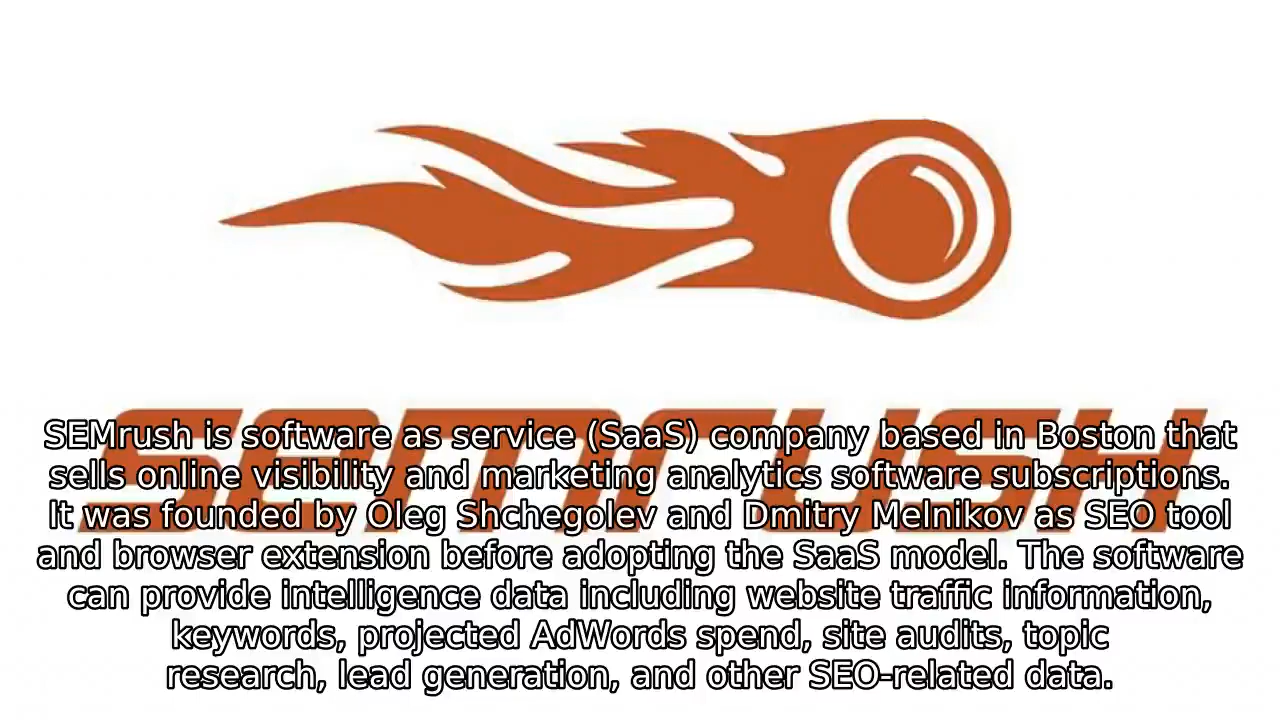 SEMRUSH
SEMrush is software as service (SaaS) company based in Boston that
sells online visibility and marketing analytics software subscriptions.
It was founded by Oleg Shchegolev and Dmitry Melnikov as SEO tool
and browser extension before adopting the SaaS model. The software
can provide intelligence data including website traffic information,
keywords, projected AdWords spend, site audits, topic
research, lead generation, and other SEO-related data.